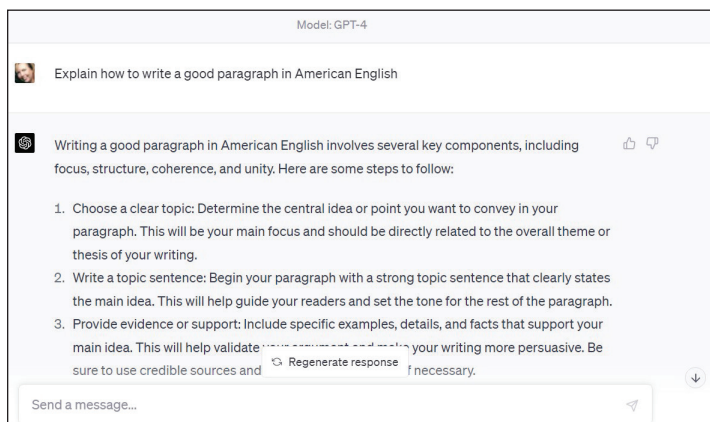 Model: GPT-4
Explain how to write a good paragraph in American English
Writing a good paragraph in American English involves several key components, including
focus, structure, coherence, and unity. Here are some steps to follow:
1. Choose a clear topic: Determine the central idea or point you want to convey in your
paragraph. This will be your main focus and should be directly related to the overall theme or
thesis of your writing.
2. Write a topic sentence: Begin your paragraph with a strong topic sentence that clearly states
the main idea. This will help guide your readers and set the tone for the rest of the paragraph.
3. Provide evidence or support: Include specific examples, details, and facts that support your
main idea. This will help validate your argument and make your writing more persuasive. Be
Regenerate response
sure to use credible sources and necessary.
Send a message...